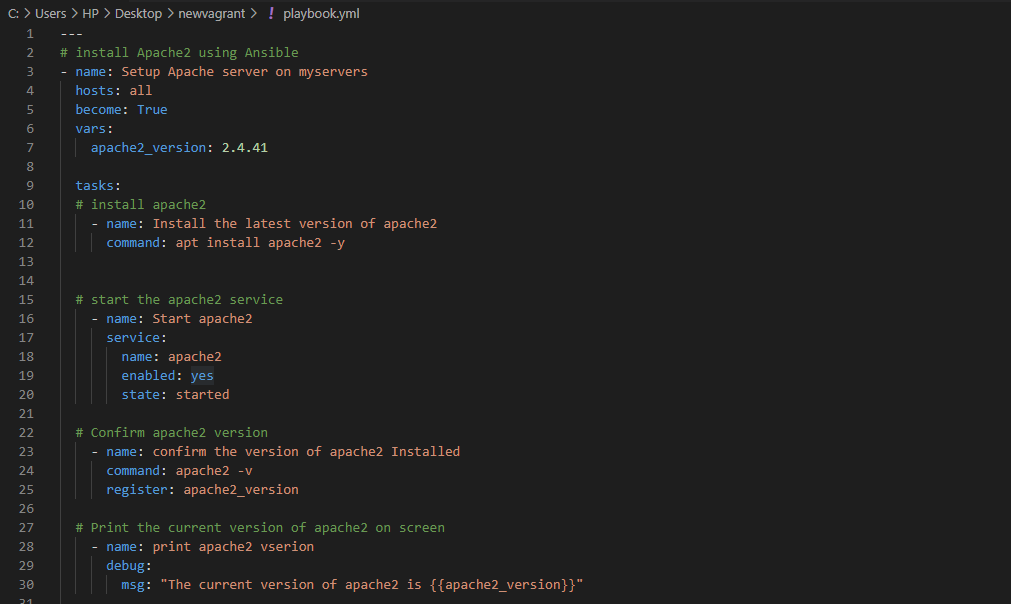 C: > Users > HP > Desktop > newvagrant > ! playbook.yml
1 ---
2 # install Apache2 using Ansible
3 - name: Setup Apache server on myservers
4 hosts: all
5 become: True
6 vars:
7 apache2_version: 2.4.41
8
9 tasks:
10 # install apache2
11 - name: Install the latest version of apache2
12 command: apt install apache2 -y
13
14
15 # start the apache2 service
16 - name: Start apache2
17 service:
18 name: apache2
19 enabled: yes
20 state: started
21
22 # Confirm apache2 version
23 - name: confirm the version of apache2 Installed
24 command: apache2 -v
25 register: apache2_version
26
27 # Print the current version of apache2 on screen
28 - name: print apache2 vserion
29 debug:
30 msg: "The current version of apache2 is {{apache2_version}}"
31